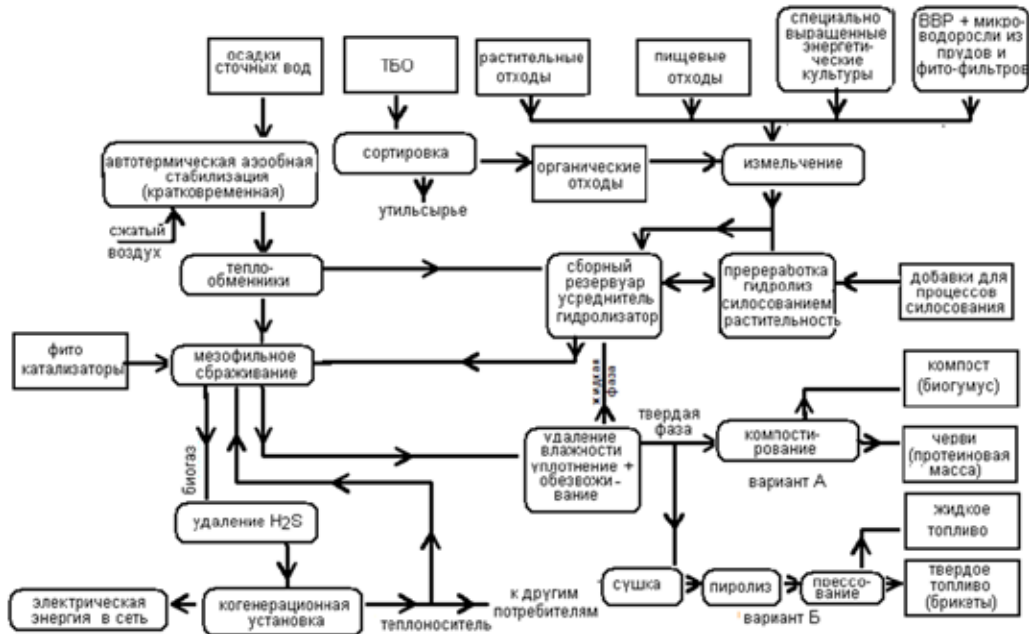 осадки
сточных вод
ТБО
растительные
отходы
пищевые
отходы
специально
выращенные
энергети-
ческие
культуры
ВВР + микро-
водоросли из
прудов и
фито-фильтров
автотермическая аэробная
стабилизация
(кратковременная)
сортировка
органические
отходы
измельчение
утильсырье
сжатый
воздух
тепло-
обменники
сборный
резервуар
усреднитель
гидролизатор
преработка
гидролиз
силосованием
растительность
добавки для
процессов
силосования
фито
катализаторы
мезофильное
сбраживание
жидкая
фаза
твердая
фаза
компост
(биогумус)
удаление
влажности
уплотнение +
обезвожи-
вание
компости-
рование
черви
(протеиновая
масса)
вариант А
биогаз
удаление H2S
жидкое
топливо
сушка
пиролиз
прессо-
вание
твердое
топливо
(брикеты)
вариант Б
электрическая
энергия в сеть
когенерационная
установка
теплоноситель
к другим
потребителям